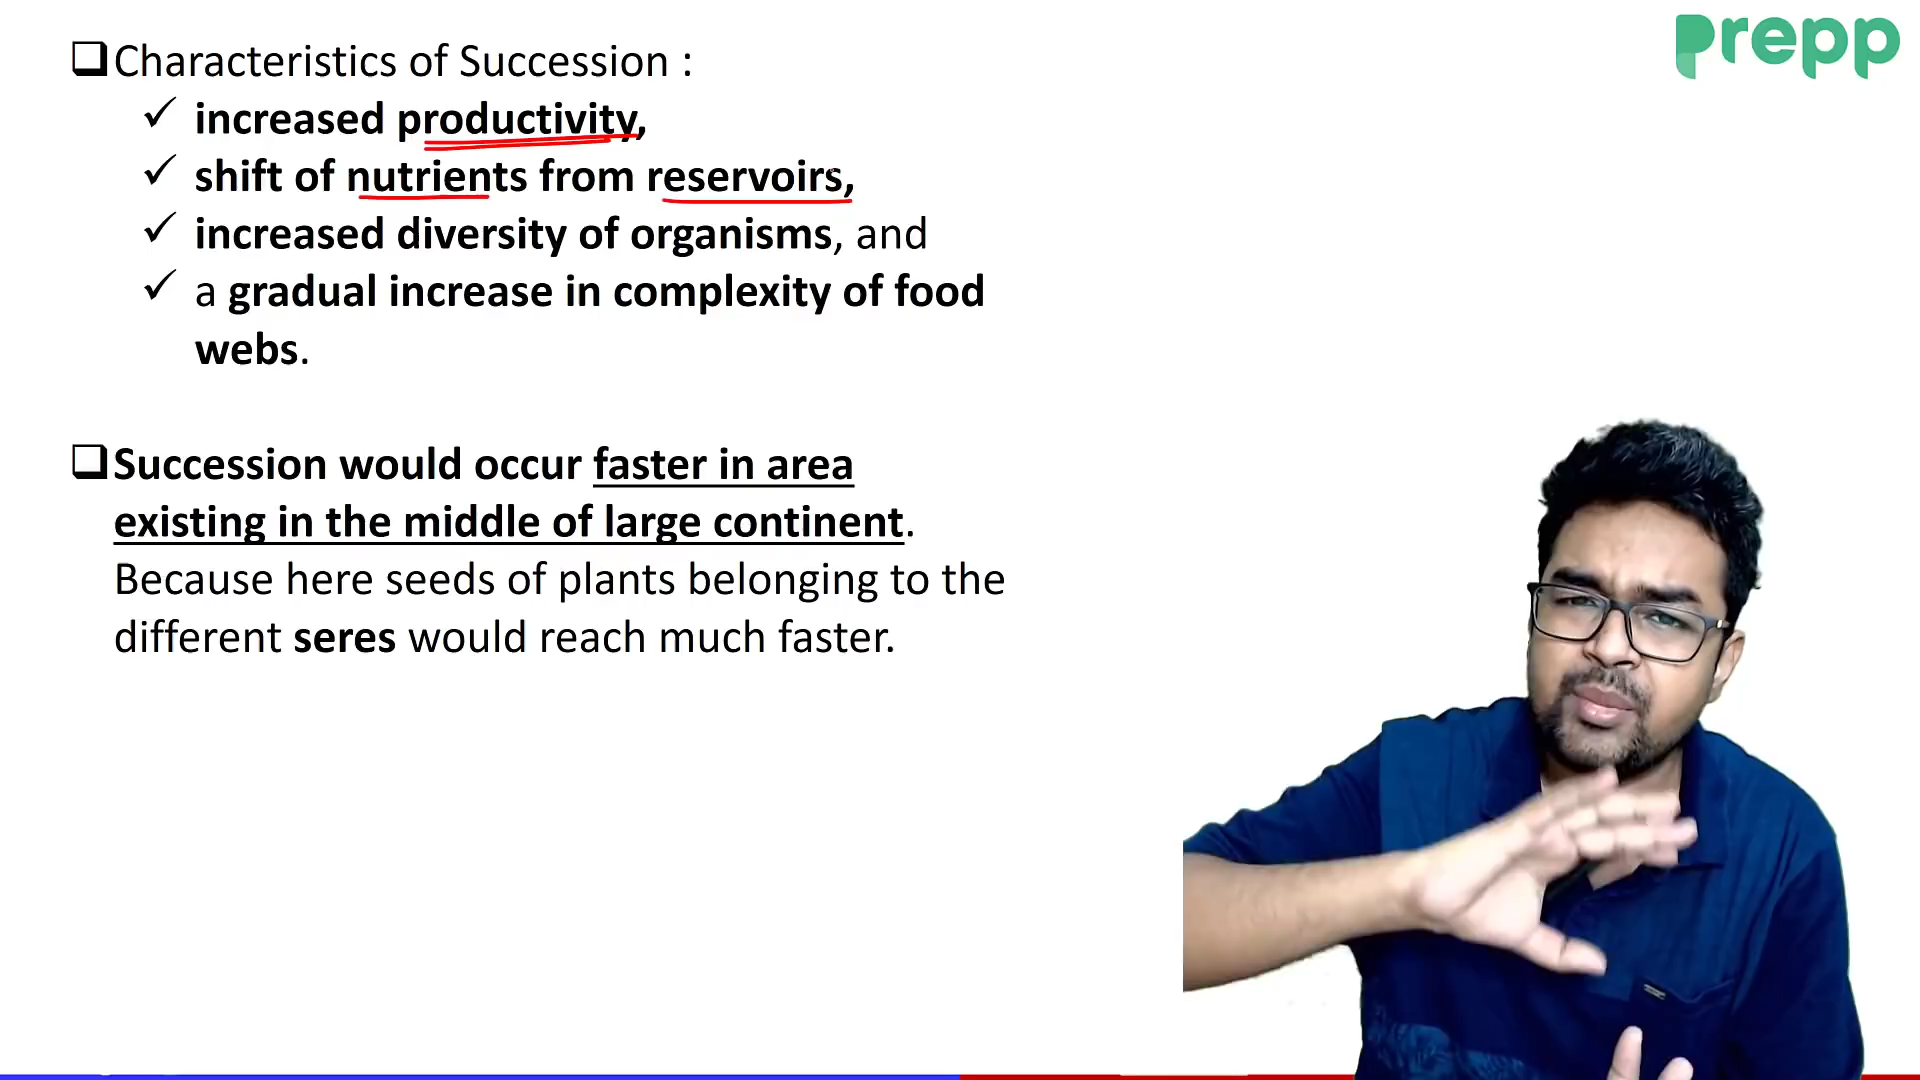 prepp
Characteristics of Succession :
increased productivity,
shift of nutrients from reservoirs,
increased diversity of organisms, and
a gradual increase in complexity of food
webs.
Succession would occur faster in area
existing in the middle of large continent.
Because here seeds of plants belonging to the
different seres would reach much faster.